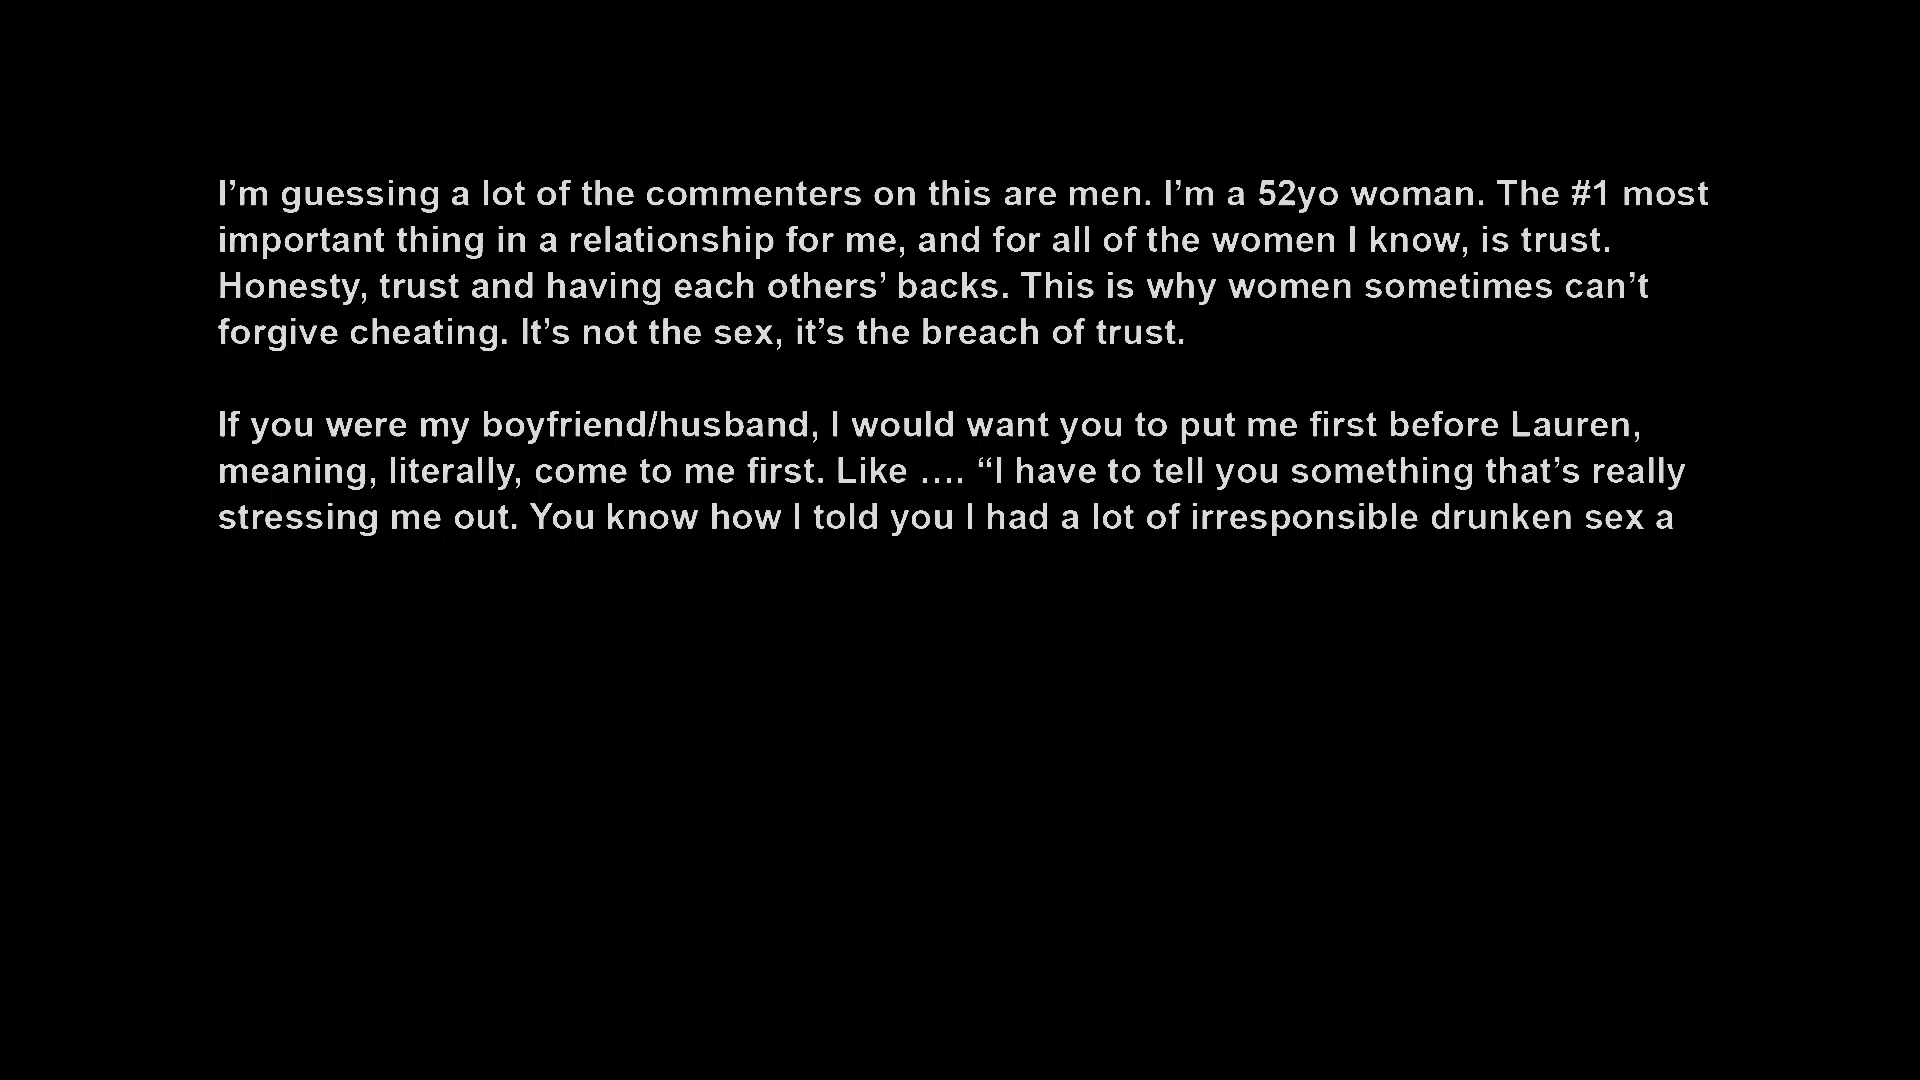 I’m guessing a lot of the commenters on this are men. I’m a 52yo woman. The #1 most
important thing in a relationship for me, and for all of the women I know, is trust.
Honesty, trust and having each others’ backs. This is why women sometimes can’t
forgive cheating. It’s not the sex, it’s the breach of trust.
If you were my boyfriend/husband, I would want you to put me first before Lauren,
meaning, literally, come to me first. Like …. “I have to tell you something that’s really
stressing me out. You know how I told you I had a lot of irresponsible drunken sex a